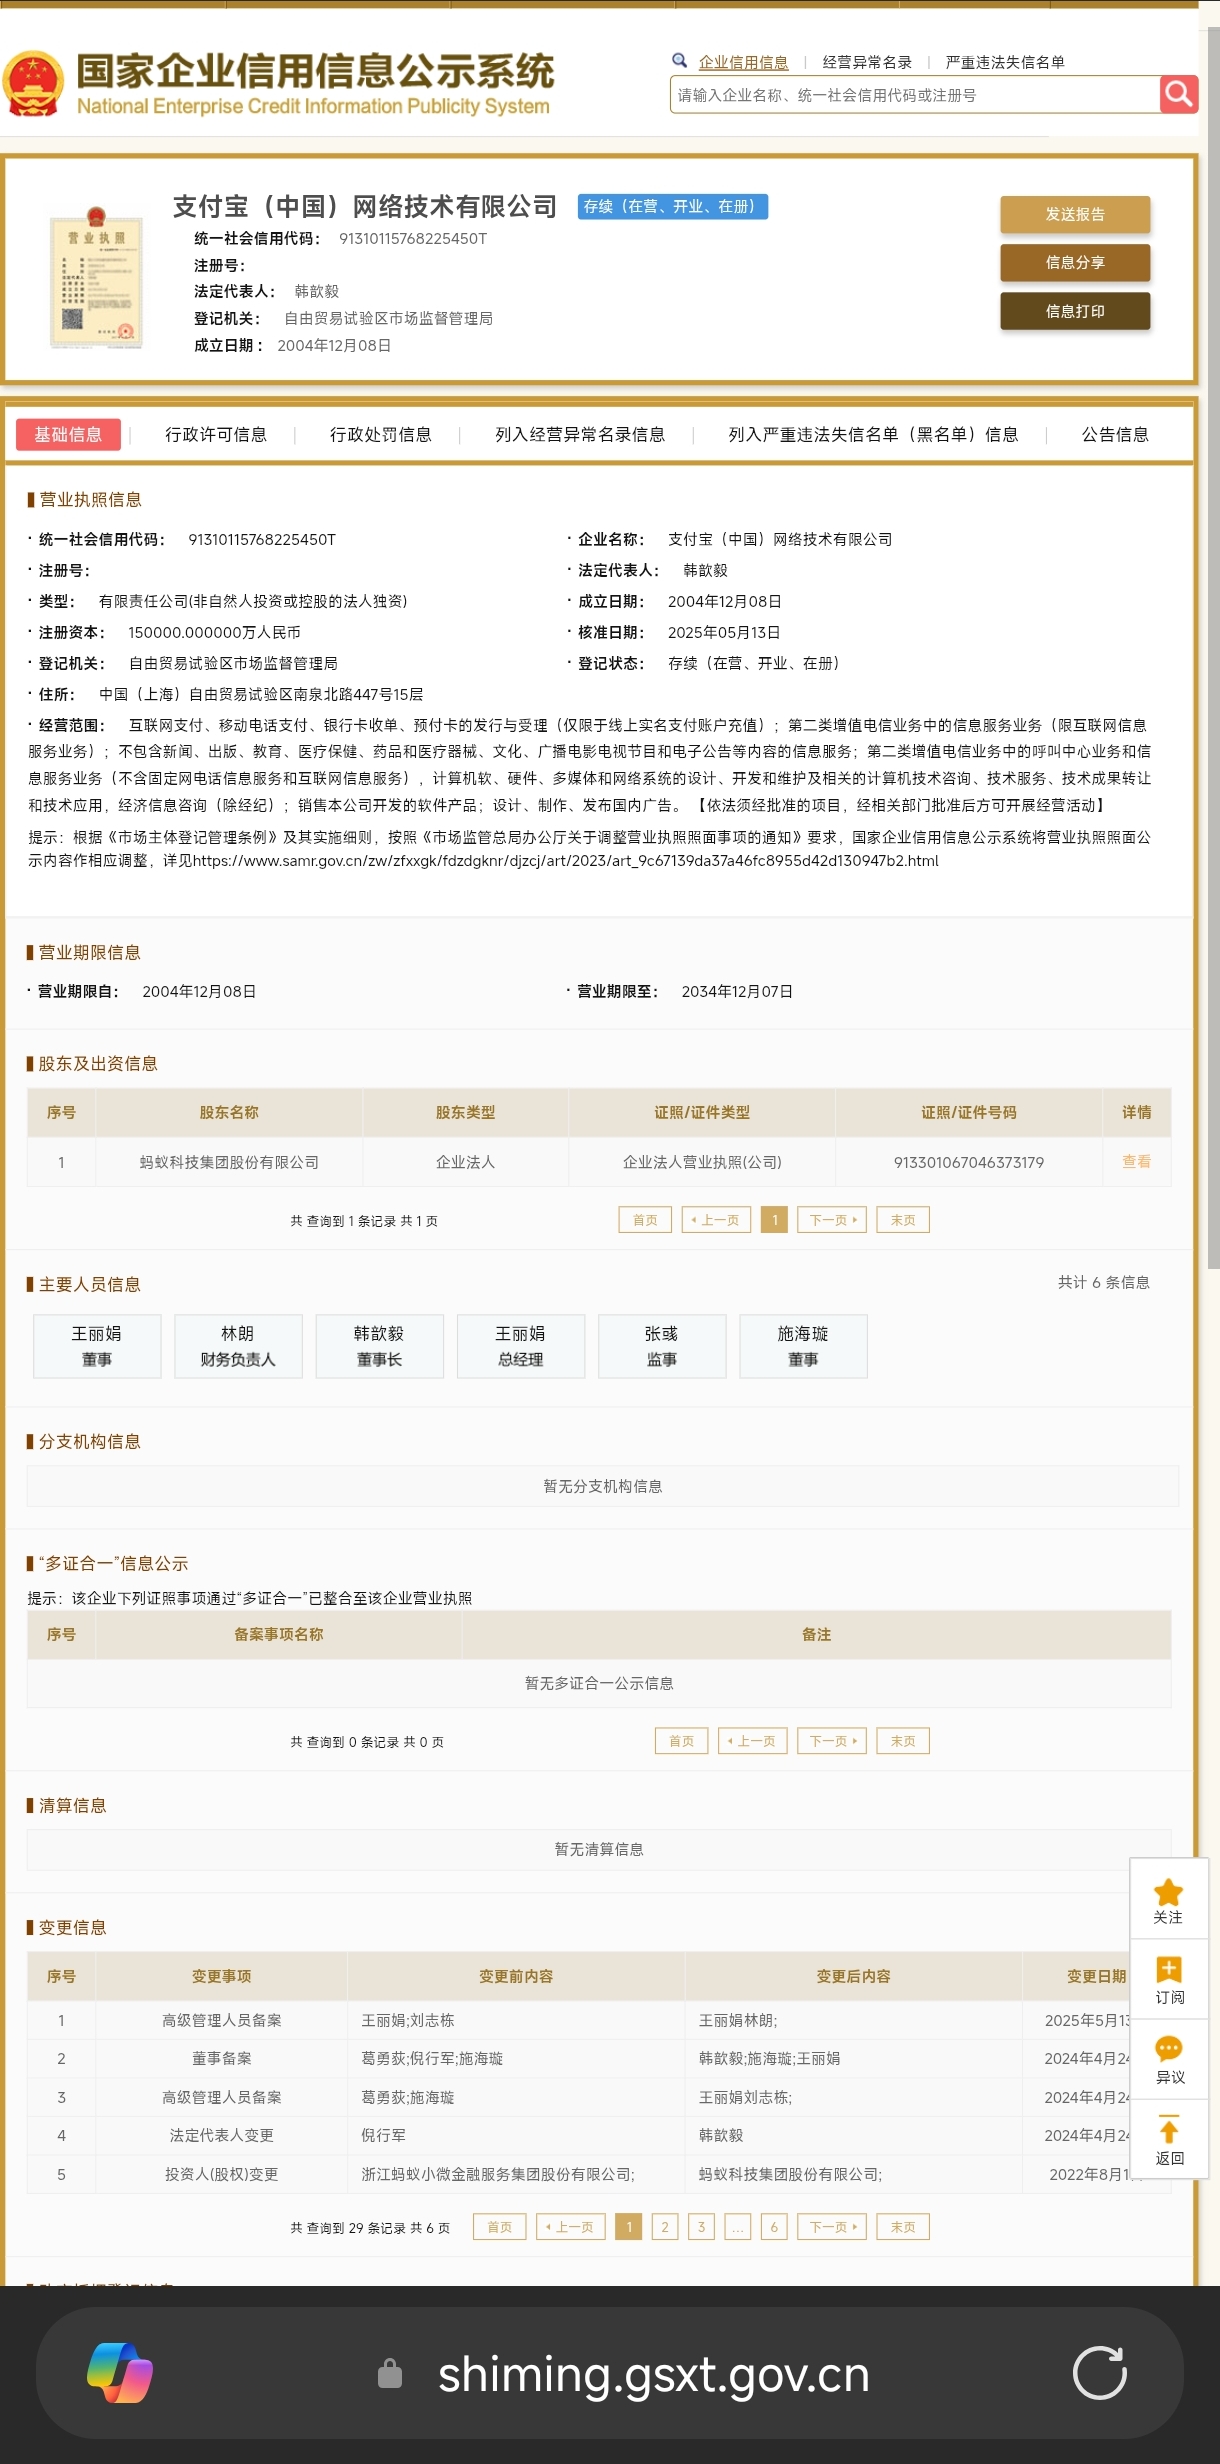 国家企业信用信息公示系统
National Enterprise Credit Information Publicity System
企业信用信息 | 经营异常名录 | 严重违法失信名单
请输入企业名称、统一社会信用代码或注册号
营业执照
支付宝（中国）网络技术有限公司 存续（在营、开业、在册）
统一社会信用代码： 91310115768225450T
注册号：
法定代表人： 韩歆毅
登记机关： 自由贸易试验区市场监督管理局
成立日期： 2004年12月08日
发送报告
信息分享
信息打印
基础信息 | 行政许可信息 | 行政处罚信息 | 列入经营异常名录信息 | 列入严重违法失信名单（黑名单）信息 | 公告信息
营业执照信息
· 统一社会信用代码： 91310115768225450T · 企业名称： 支付宝（中国）网络技术有限公司
· 注册号： · 法定代表人： 韩歆毅
· 类型： 有限责任公司(非自然人投资或控股的法人独资) · 成立日期： 2004年12月08日
· 注册资本： 150000.000000万人民币 · 核准日期： 2025年05月13日
· 登记机关： 自由贸易试验区市场监督管理局 · 登记状态： 存续（在营、开业、在册）
· 住所： 中国（上海）自由贸易试验区南泉北路447号15层
· 经营范围： 互联网支付、移动电话支付、银行卡收单、预付卡的发行与受理（仅限于线上实名支付账户充值）；第二类增值电信业务中的信息服务业务（限互联网信息
服务业务）；不包含新闻、出版、教育、医疗保健、药品和医疗器械、文化、广播电影电视节目和电子公告等内容的信息服务；第二类增值电信业务中的呼叫中心业务和信
息服务业务（不含固定网电话信息服务和互联网信息服务），计算机软、硬件、多媒体和网络系统的设计、开发和维护及相关的计算机技术咨询、技术服务、技术成果转让
和技术应用，经济信息咨询（除经纪）；销售本公司开发的软件产品；设计、制作、发布国内广告。 【依法须经批准的项目，经相关部门批准后方可开展经营活动】
提示：根据《市场主体登记管理条例》及其实施细则，按照《市场监管总局办公厅关于调整营业执照照面事项的通知》要求，国家企业信用信息公示系统将营业执照照面公
示内容作相应调整，详见https://www.samr.gov.cn/zw/zfxxgk/fdzdgknr/djzcj/art/2023/art_9c67139da37a46fc8955d42d130947b2.html
营业期限信息
· 营业期限自： 2004年12月08日 · 营业期限至： 2034年12月07日
股东及出资信息
序号 股东名称 股东类型 证照/证件类型 证照/证件号码 详情
1 蚂蚁科技集团股份有限公司 企业法人 企业法人营业执照(公司) 913301067046373179 查看
共 查询到 1 条记录 共 1 页 首页 上一页 1 下一页 末页
主要人员信息 共计 6 条信息
王丽娟 林朗 韩歆毅 王丽娟 张彧 施海璇
董事 财务负责人 董事长 总经理 监事 董事
分支机构信息
暂无分支机构信息
“多证合一”信息公示
提示：该企业下列证照事项通过“多证合一”已整合至该企业营业执照
序号 备案事项名称 备注
暂无多证合一公示信息
共 查询到 0 条记录 共 0 页 首页 上一页 下一页 末页
清算信息
暂无清算信息
变更信息
序号 变更事项 变更前内容 变更后内容 变更日期
1 高级管理人员备案 王丽娟;刘志栋 王丽娟林朗; 2025年5月13
2 董事备案 葛勇荻;倪行军;施海璇 韩歆毅;施海璇;王丽娟 2024年4月24
3 高级管理人员备案 葛勇荻;施海璇 王丽娟刘志栋; 2024年4月24
4 法定代表人变更 倪行军 韩歆毅 2024年4月24
5 投资人(股权)变更 浙江蚂蚁小微金融服务集团股份有限公司; 蚂蚁科技集团股份有限公司; 2022年8月1
共 查询到 29 条记录 共 6 页 首页 上一页 1 2 3 ... 6 下一页 末页
关注
订阅
异议
返回
shiming.gsxt.gov.cn